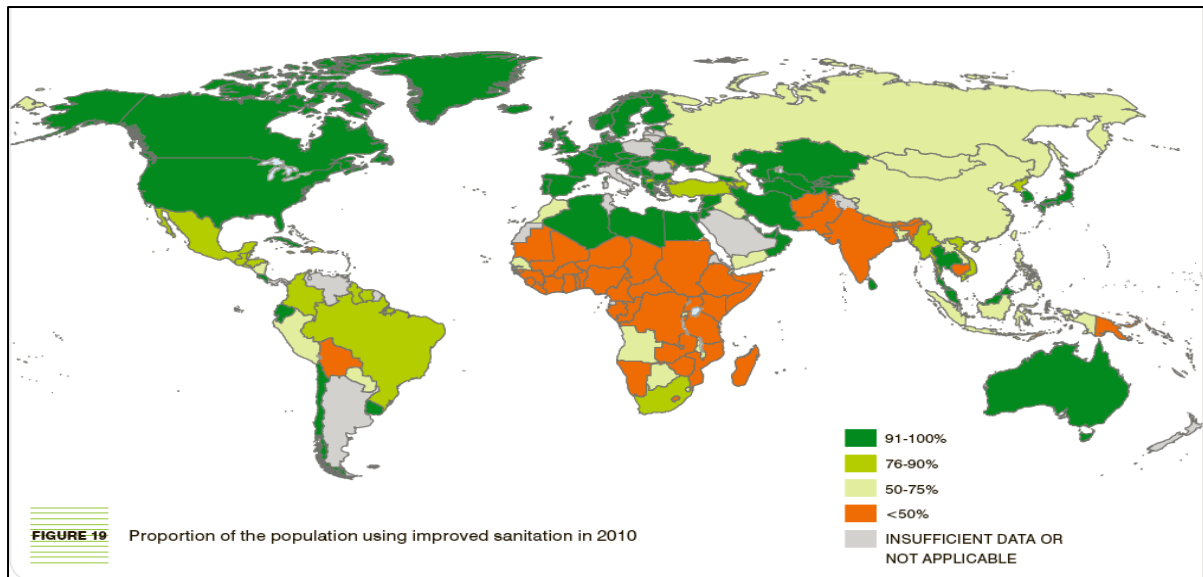 91-100%
76-90%
50-75%
<50%
INSUFFICIENT DATA OR
NOT APPLICABLE
FIGURE 19 Proportion of the population using improved sanitation in 2010